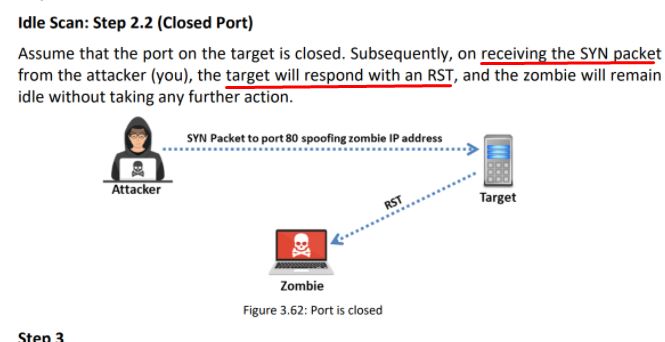 Idle Scan: Step 2.2 (Closed Port)
Assume that the port on the target is closed. Subsequently, on receiving the SYN packet
from the attacker (you), the target will respond with an RST, and the zombie will remain
idle without taking any further action.
SYN Packet to port 80 spoofing zombie IP address
Attacker
Target
RST
Zombie
Figure 3.62: Port is closed
Step 3